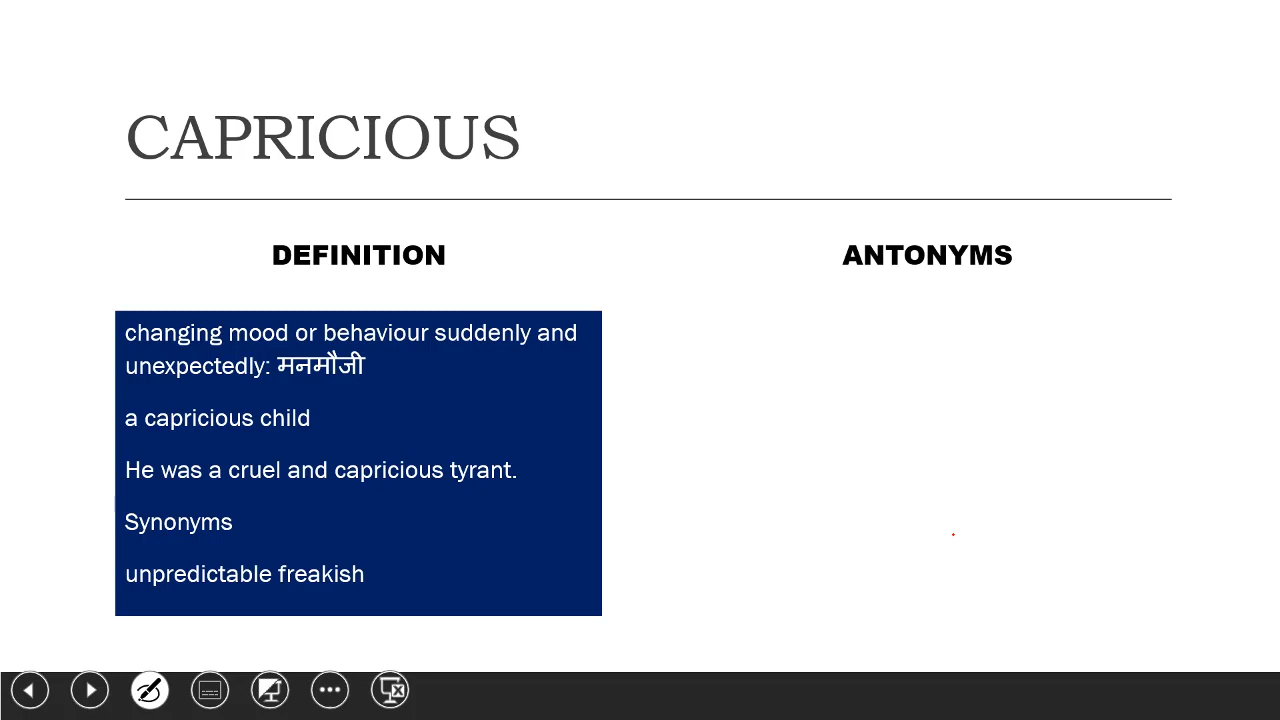 CAPRICIOUS
DEFINITION
changing mood or behaviour suddenly and
unexpectedly: मनमौजी
a capricious child
He was a cruel and capricious tyrant.
Synonyms
unpredictable freakish
ANTONYMS